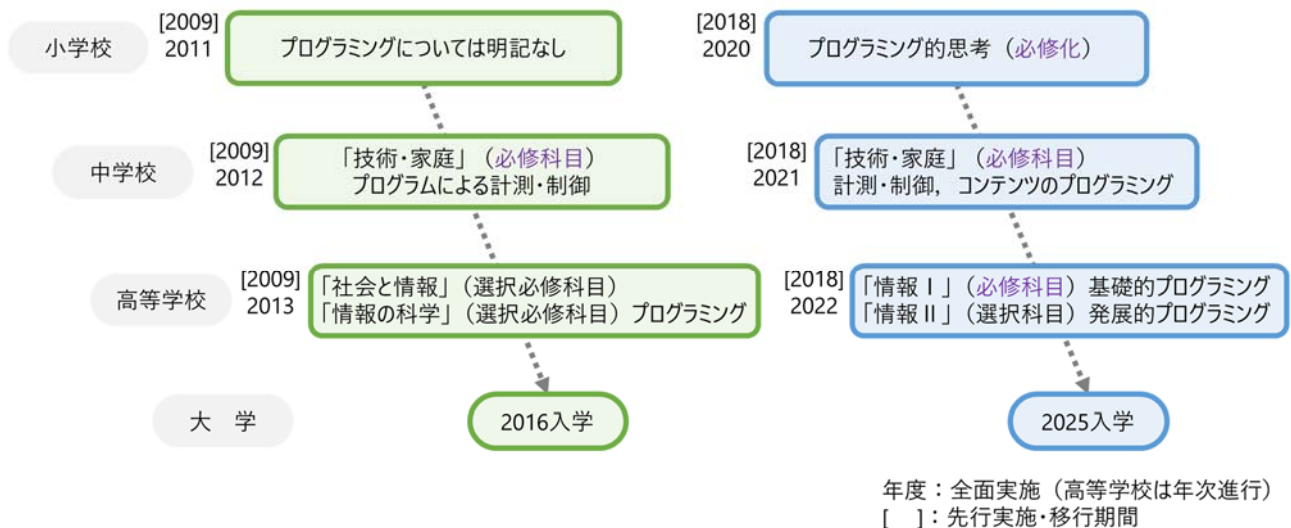 小学校
[2009]
2011
プログラミングについては明記なし
[2018]
2020
プログラミング的思考（必修化）
中学校
[2009]
2012
「技術・家庭」（必修科目）
プログラムによる計測・制御
[2018]
2021
「技術・家庭」（必修科目）
計測・制御，コンテンツのプログラミング
高等学校
[2009]
2013
「社会と情報」（選択必修科目）
「情報の科学」（選択必修科目）プログラミング
[2018]
2022
「情報Ⅰ」（必修科目）基礎的プログラミング
「情報Ⅱ」（選択科目）発展的プログラミング
大　学
2016入学
2025入学
年度：全面実施（高等学校は年次進行）
[　]：先行実施・移行期間